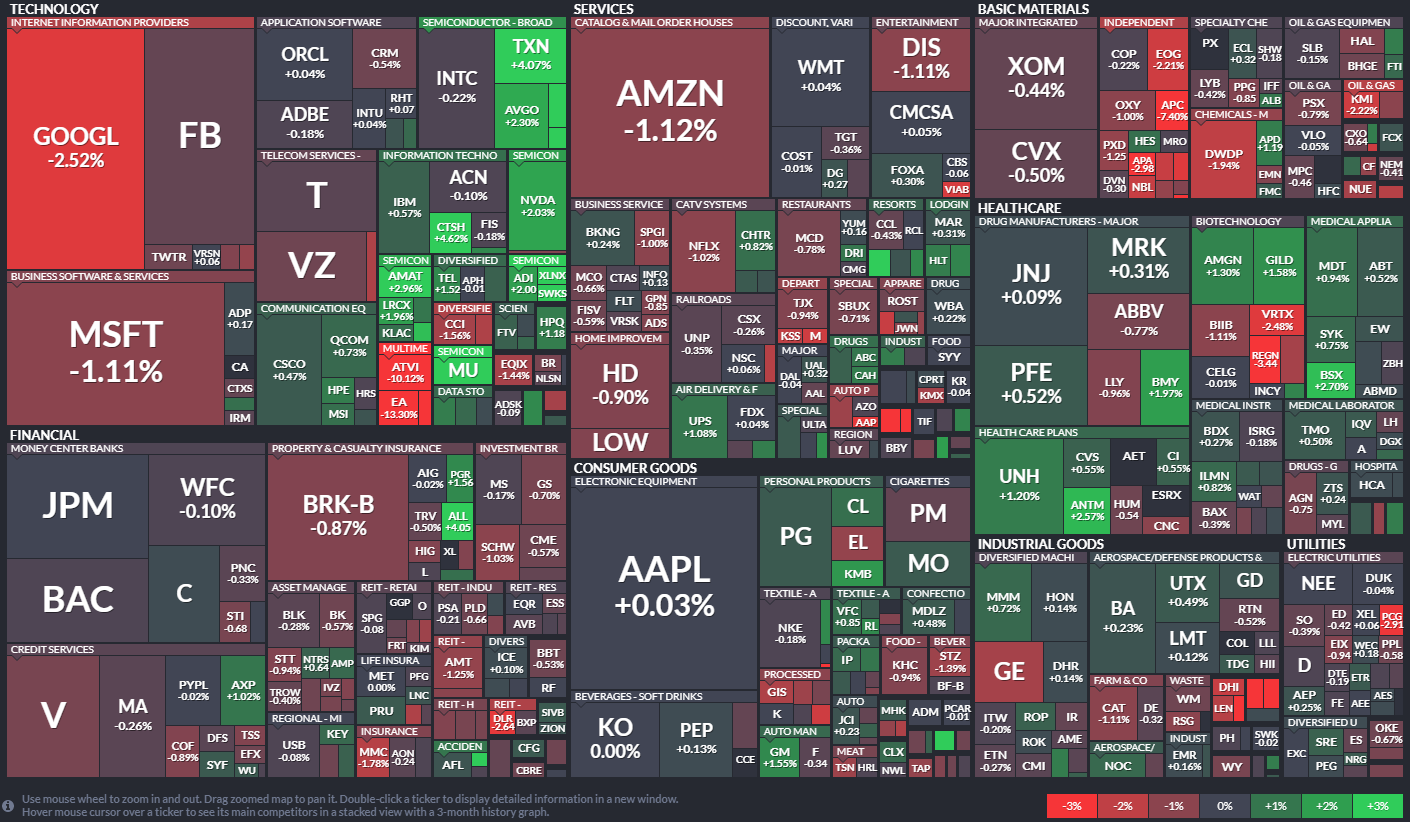 TECHNOLOGY
INTERNET INFORMATION PROVIDERS
GOOGL
-2.52%
FB
TWTR
VRSN
+0.06
APPLICATION SOFTWARE
ORCL
+0.04%
CRM
-0.54%
ADBE
-0.18%
INTU
+0.04%
RHT
+0.07
SEMICONDUCTOR - BROAD
INTC
-0.22%
TXN
+4.07%
AVGO
+2.30%
TELECOM SERVICES -
T
VZ
INFORMATION TECHNO
IBM
+0.57%
ACN
-0.10%
CTSH
+4.62%
FIS
-0.18%
SEMICON
NVDA
+2.03%
BUSINESS SOFTWARE & SERVICES
MSFT
-1.11%
ADP
+0.17
CA
CTXS
IRM
COMMUNICATION EQ
CSCO
+0.47%
QCOM
+0.73%
HPE
HRS
MSI
SEMICON
AMAT
+2.96%
LRCX
+1.96%
KLAC
DIVERSIFIED
TEL
+1.52
APH
-0.01
SEMICON
ADI
+2.00
XLNX
SWKS
DIVERSIFIE
CCI
-1.56%
SCIEN
FTV
HPQ
+1.18
MULTIME
ATVI
-10.12%
EA
-13.30%
SEMICON
MU
DATA STO
EQIX
-1.44%
BR
NLSN
ADSK
-0.09
SERVICES
CATALOG & MAIL ORDER HOUSES
AMZN
-1.12%
DISCOUNT, VARI
WMT
+0.04%
COST
-0.01%
TGT
-0.36%
DG
+0.27
ENTERTAINMENT
DIS
-1.11%
CMCSA
+0.05%
FOXA
+0.30%
CBS
-0.06
VIAB
BUSINESS SERVICE
BKNG
+0.24%
SPGI
-1.00%
MCO
-0.66%
CTAS
INFO
+0.13
FISV
-0.59%
FLT
GPN
-0.85
VRSK
ADS
CATV SYSTEMS
NFLX
-1.02%
CHTR
+0.82%
RESTAURANTS
MCD
-0.78%
YUM
+0.16
DRI
CMG
RESORTS
CCL
-0.43%
RCL
LODGIN
MAR
+0.31%
HLT
RAILROADS
UNP
-0.35%
CSX
-0.26%
NSC
+0.06%
DEPART
TJX
-0.94%
KSS
M
SPECIAL
SBUX
-0.71%
APPARE
ROST
JWN
DRUG
WBA
+0.22%
HOME IMPROVEM
HD
-0.90%
LOW
AIR DELIVERY & F
UPS
+1.08%
FDX
+0.04%
MAJOR
DAL
-0.04
UAL
+0.32
AAL
SPECIAL
ULTA
DRUGS
ABC
CAH
INDUST
FOOD
SYY
AUTO P
AZO
AAP
REGION
LUV
CPRT
KMX
KR
-0.04
TIF
BBY
BASIC MATERIALS
MAJOR INTEGRATED
XOM
-0.44%
CVX
-0.50%
INDEPENDENT
COP
-0.22%
EOG
-2.21%
OXY
-1.00%
APC
-7.40%
PXD
-1.25
HES
MRO
APA
-2.98
DVN
-0.30
NBL
SPECIALTY CHE
PX
ECL
+0.32
SHW
-0.18
LYB
-0.42%
PPG
-0.85
IFF
ALB
CHEMICALS - M
DWDP
-1.94%
APD
+1.19
EMN
FMC
OIL & GAS EQUIPMEN
SLB
-0.15%
HAL
BHGE
FTI
OIL & GA
PSX
-0.79%
VLO
-0.05%
MPC
-0.46
HFC
OIL & GAS
KMI
-2.22%
CXO
-0.64
FCX
CF
NEM
-0.41
NUE
HEALTHCARE
DRUG MANUFACTURERS - MAJOR
JNJ
+0.09%
MRK
+0.31%
ABBV
-0.77%
PFE
+0.52%
LLY
-0.96%
BMY
+1.97%
BIOTECHNOLOGY
AMGN
+1.30%
GILD
+1.58%
BIIB
-1.11%
VRTX
-2.48%
REGN
-3.44
CELG
-0.01%
INCY
MEDICAL APPLIA
MDT
+0.94%
ABT
+0.52%
SYK
+0.75%
EW
ZBH
BSX
+2.70%
ABMD
HEALTH CARE PLANS
UNH
+1.20%
CVS
+0.55%
AET
CI
+0.55%
ANTM
+2.57%
HUM
-0.54
ESRX
CNC
MEDICAL INSTR
BDX
+0.27%
ISRG
-0.18%
ILMN
+0.82%
WAT
BAX
-0.39%
MEDICAL LABORATOR
TMO
+0.50%
IQV
LH
A
DGX
DRUGS - G
AGN
-0.75
ZTS
+0.24
MYL
HOSPITA
HCA
FINANCIAL
MONEY CENTER BANKS
JPM
WFC
-0.10%
BAC
C
PNC
-0.33%
STI
-0.68
PROPERTY & CASUALTY INSURANCE
BRK-B
-0.87%
AIG
-0.02%
PGR
+1.56
TRV
-0.50%
ALL
+4.05
HIG
XL
L
INVESTMENT BR
MS
-0.17%
GS
-0.70%
SCHW
-1.03%
CME
-0.57%
CREDIT SERVICES
V
MA
-0.26%
PYPL
-0.02%
AXP
+1.02%
COF
-0.89%
DFS
TSS
SYF
EFX
WU
ASSET MANAGE
BLK
-0.28%
BK
-0.57%
STT
-0.94%
NTRS
+0.64
AMP
TROW
-0.40%
IVZ
REIT - RETAI
SPG
-0.08
GGP
O
FRT
KIM
REIT - INDU
PSA
-0.21
PLD
-0.66
REIT - RES
EQR
ESS
AVB
LIFE INSURA
MET
0.00%
PFG
LNC
PRU
REIT -
AMT
-1.25%
DIVERS
ICE
+0.10%
BBT
-0.53%
RF
REGIONAL - MI
USB
-0.08%
KEY
INSURANCE
MMC
-1.78%
AON
-0.24
REIT - H
REIT -
DLR
-2.64
BXP
SIVB
ZION
ACCIDEN
AFL
CFG
CBRE
CONSUMER GOODS
ELECTRONIC EQUIPMENT
AAPL
+0.03%
BEVERAGES - SOFT DRINKS
KO
0.00%
PEP
+0.13%
CCE
PERSONAL PRODUCTS
PG
CL
EL
KMB
CIGARETTES
PM
MO
TEXTILE - A
NKE
-0.18%
TEXTILE - A
VFC
+0.85
RL
CONFECTIO
MDLZ
+0.48%
PACKA
IP
FOOD -
KHC
-0.94%
BEVER
STZ
-1.39%
BF-B
PROCESSED
GIS
K
AUTO
JCI
+0.23
MHK
ADM
PCAR
-0.01
AUTO MAN
GM
+1.55%
F
-0.34
MEAT
TSN
HRL
CLX
NWL
TAP
INDUSTRIAL GOODS
DIVERSIFIED MACHI
MMM
+0.72%
HON
+0.14%
GE
DHR
+0.14%
ITW
-0.20%
ROP
IR
ETN
-0.27%
ROK
AME
CMI
AEROSPACE/DEFENSE PRODUCTS &
BA
+0.23%
UTX
+0.49%
GD
LMT
+0.12%
RTN
-0.52%
COL
LLL
TDG
HII
FARM & CO
CAT
-1.11%
DE
-0.32
WASTE
WM
RSG
DHI
LEN
AEROSPACE/
NOC
INDUST
EMR
+0.16%
PH
SWK
-0.02
WY
UTILITIES
ELECTRIC UTILITIES
NEE
DUK
-0.04%
SO
-0.39%
ED
-0.42
XEL
+0.06
PCG
-2.91
EIX
-0.94
WEC
+0.18
PPL
-0.58
D
DTE
-0.19
ETR
AEP
+0.25%
FE
AEE
AES
DIVERSIFIED U
EXC
SRE
ES
OKE
-0.67%
PEG
NRG
Use mouse wheel to zoom in and out. Drag zoomed map to pan it. Double-click a ticker to display detailed information in a new window.
Hover mouse cursor over a ticker to see its main competitors in a stacked view with a 3-month history graph.
-3%
-2%
-1%
0%
+1%
+2%
+3%